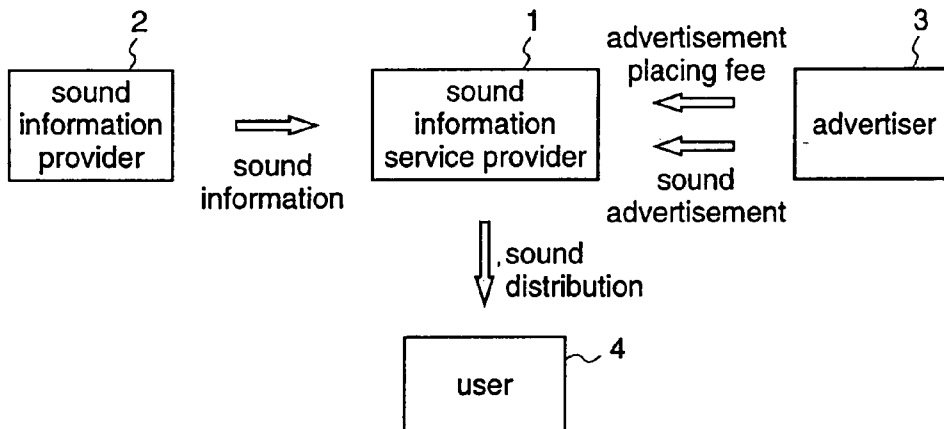 2
sound
information
provider
sound
information
1
sound
information
service provider
advertisement
placing fee
sound
advertisement
3
advertiser
sound
distribution
4
user